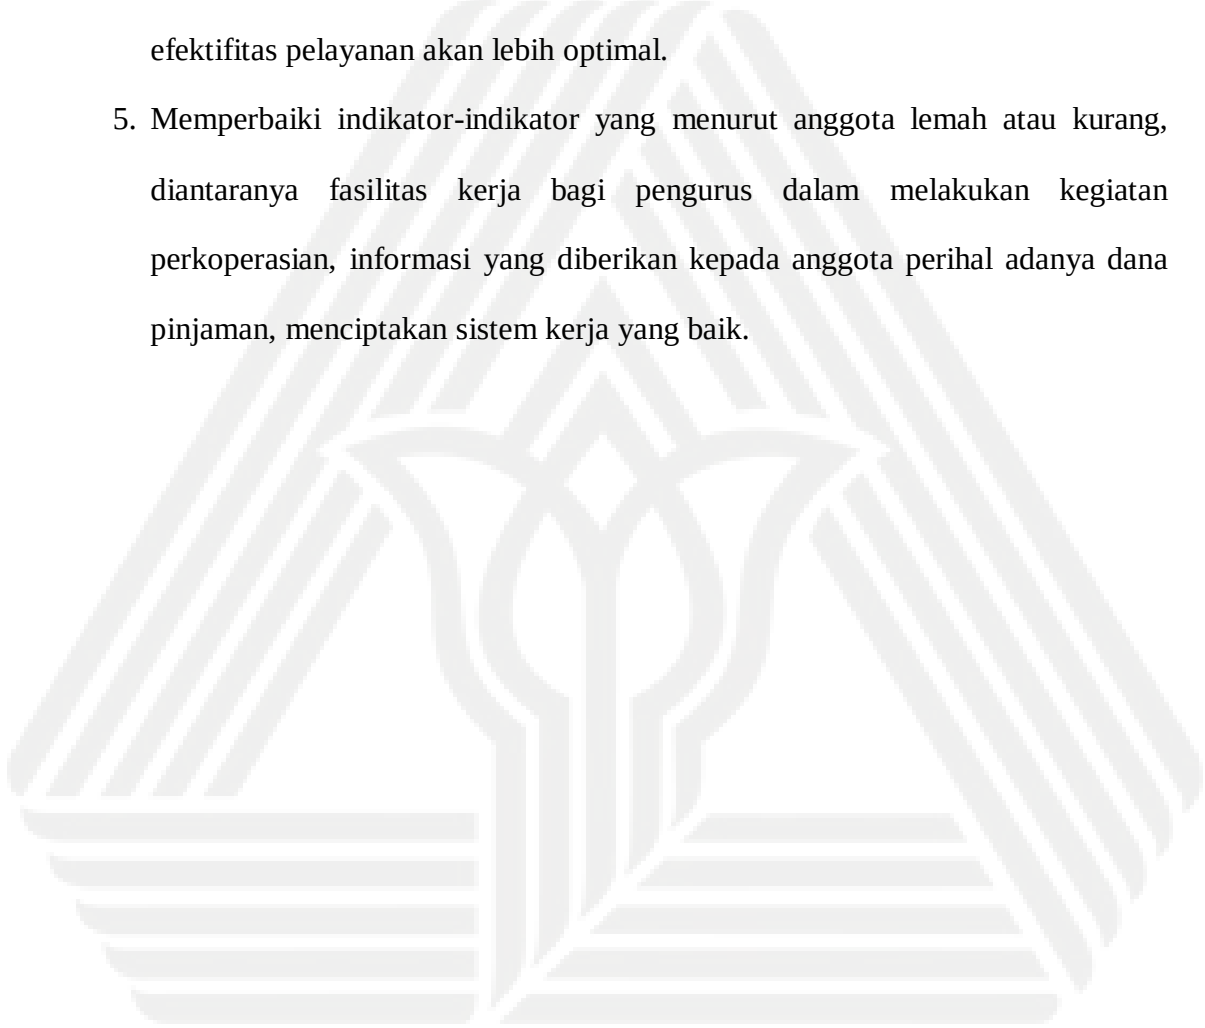 efektifitas pelayanan akan lebih optimal.
5. Memperbaiki indikator-indikator yang menurut anggota lemah atau kurang,
diantaranya fasilitas kerja bagi pengurus dalam melakukan kegiatan
perkoperasian, informasi yang diberikan kepada anggota perihal adanya dana
pinjaman, menciptakan sistem kerja yang baik.